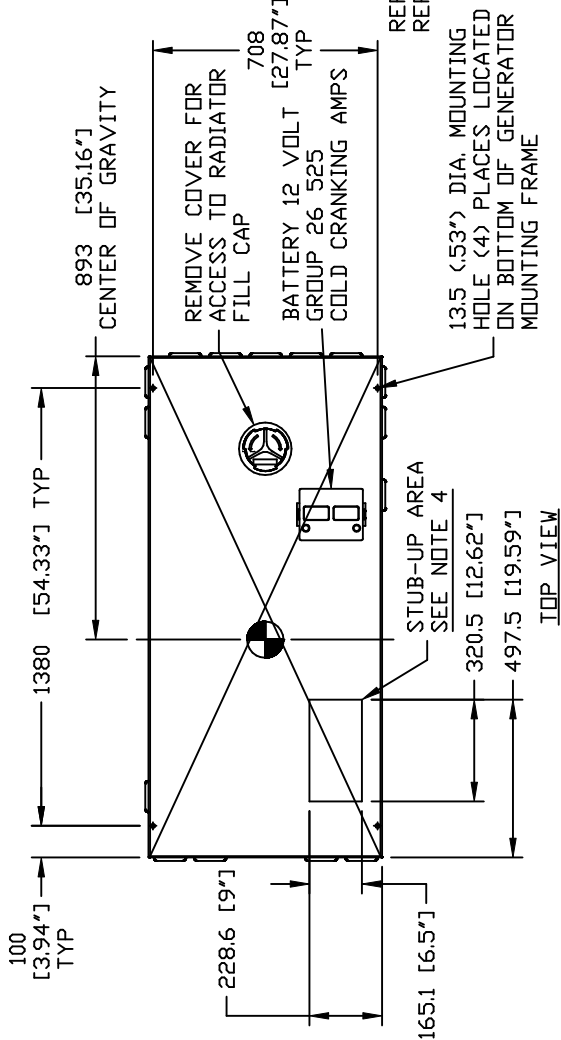 100
[3.94"]
TYP
1380 [54.33"] TYP
893 [35.16"]
CENTER OF GRAVITY
REMOVE COVER FOR
ACCESS TO RADIATOR
FILL CAP
708
[27.87"]
TYP
BATTERY 12 VOLT
GROUP 26 525
COLD CRANKING AMPS
13.5 (.53") DIA. MOUNTING
HOLE (4) PLACES LOCATED
ON BOTTOM OF GENERATOR
MOUNTING FRAME
228.6 [9"]
165.1 [6.5"]
STUB-UP AREA
SEE NOTE 4
320.5 [12.62"]
497.5 [19.59"]
TOP VIEW